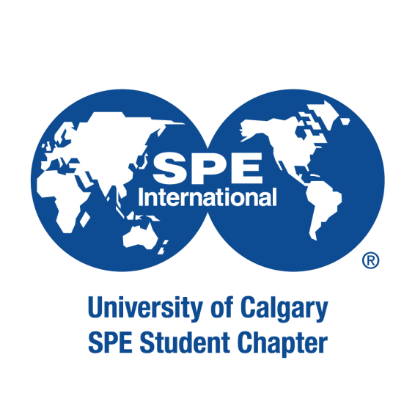 SPE
International
®
University of Calgary
SPE Student Chapter